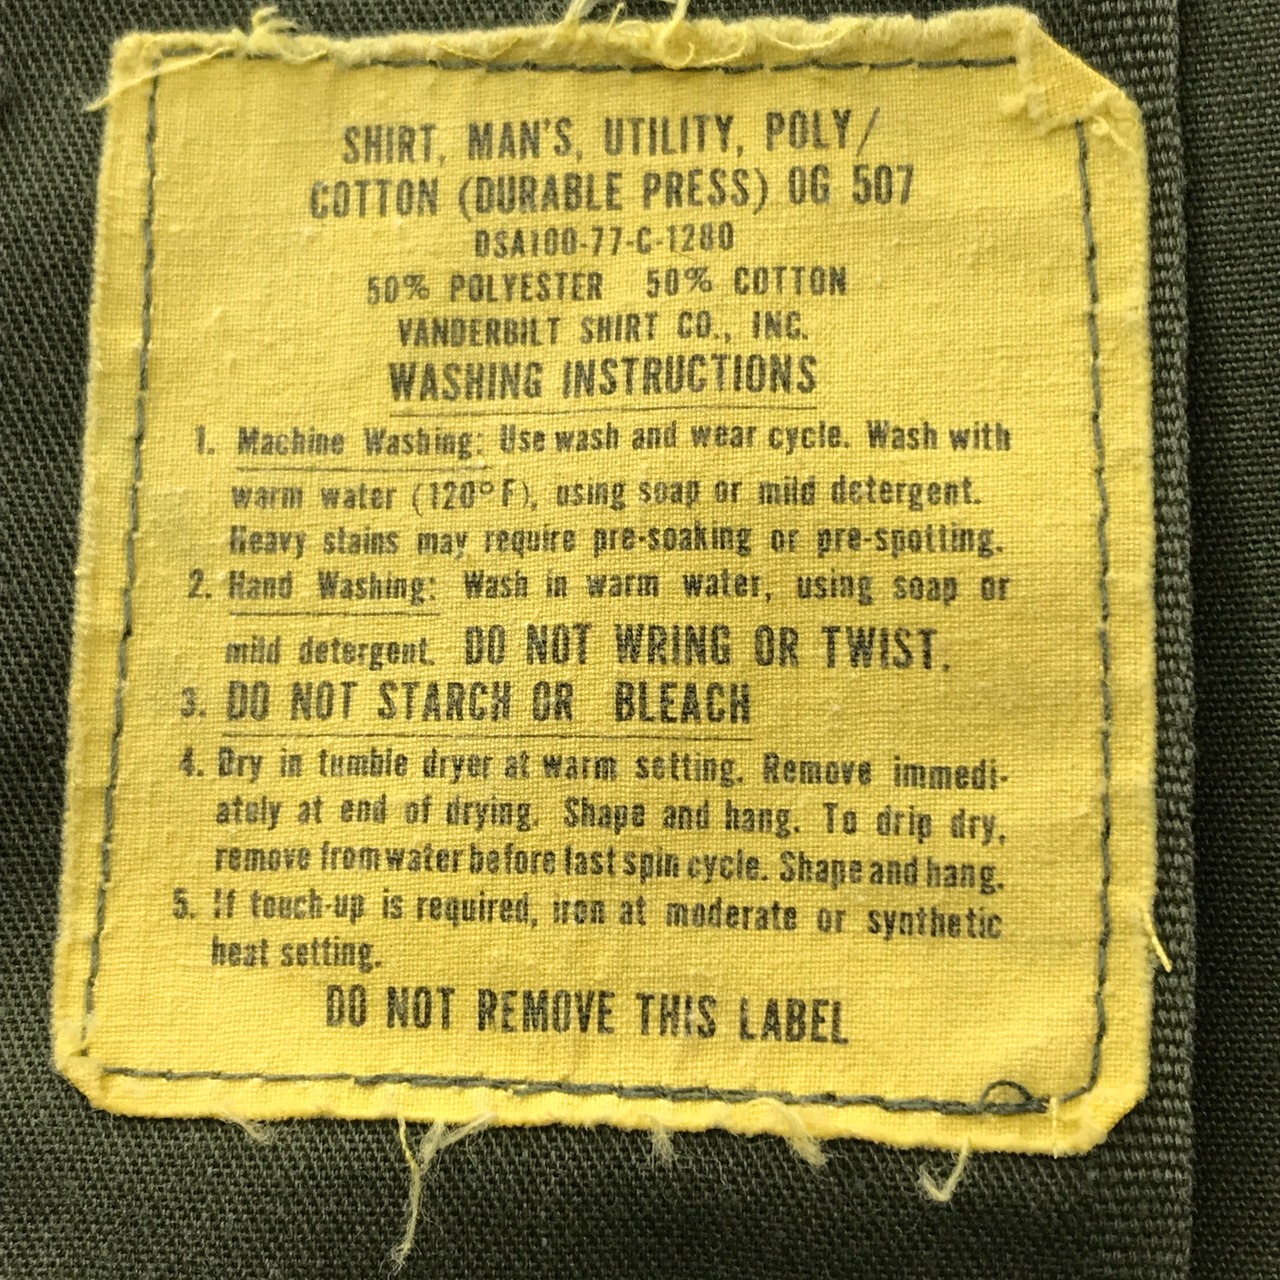 SHIRT, MAN'S, UTILITY, POLY/
COTTON (DURABLE PRESS) OG 507
DSA100-77-C-1280
50% POLYESTER 50% COTTON
VANDERBILT SHIRT CO., INC.
WASHING INSTRUCTIONS
1. Machine Washing: Use wash and wear cycle. Wash with
warm water (120°F), using soap or mild detergent.
Heavy stains may require pre-soaking or pre-spotting.
2. Hand Washing: Wash in warm water, using soap or
mild detergent. DO NOT WRING OR TWIST.
3. DO NOT STARCH OR BLEACH
4. Dry in tumble dryer at warm setting. Remove immedi-
ately at end of drying. Shape and hang. To drip dry,
remove from water before last spin cycle. Shape and hang.
5. If touch-up is required, iron at moderate or synthetic
heat setting.
DO NOT REMOVE THIS LABEL